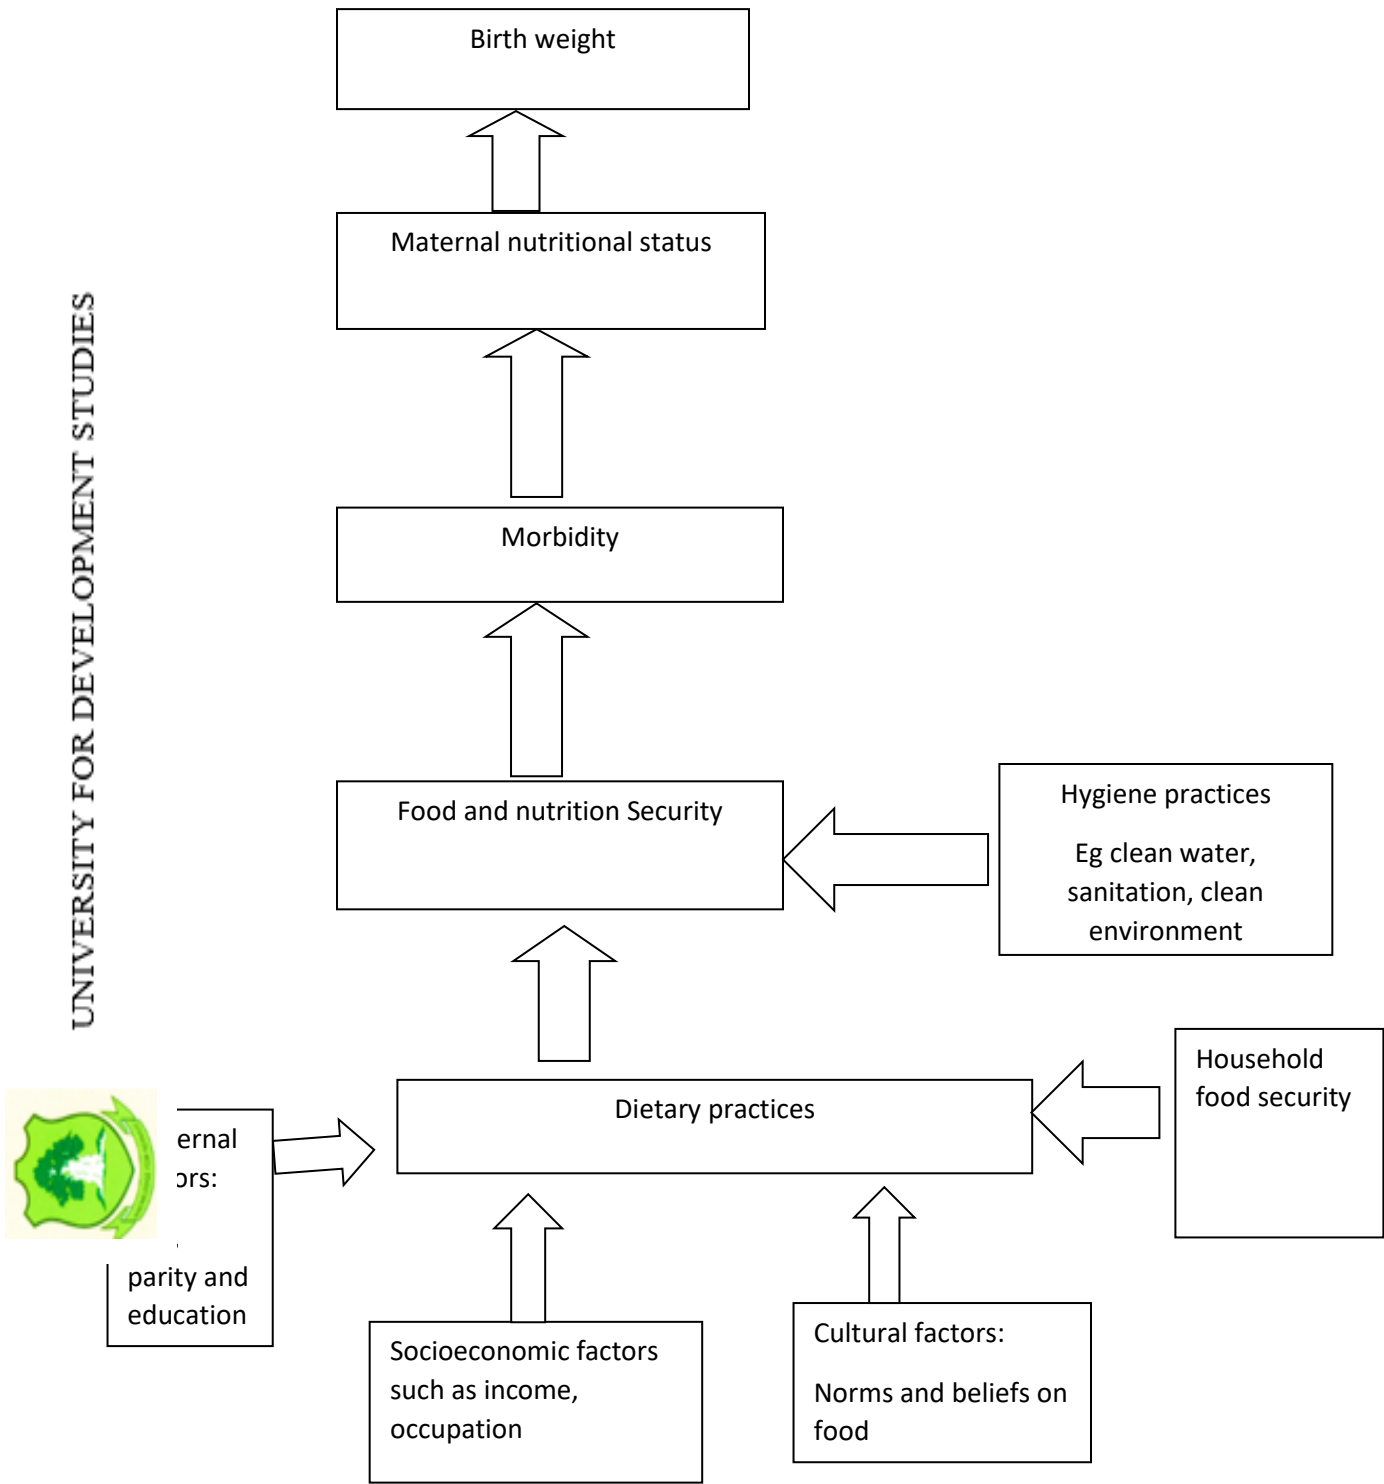 Birth weight
Maternal nutritional status
Morbidity
Food and nutrition Security
Hygiene practices
Eg clean water,
sanitation, clean
environment
Household
food security
Dietary practices
ernal
ors:
,
parity and
education
Socioeconomic factors
such as income,
occupation
Cultural factors:
Norms and beliefs on
food
UNIVERSITY FOR DEVELOPMENT STUDIES